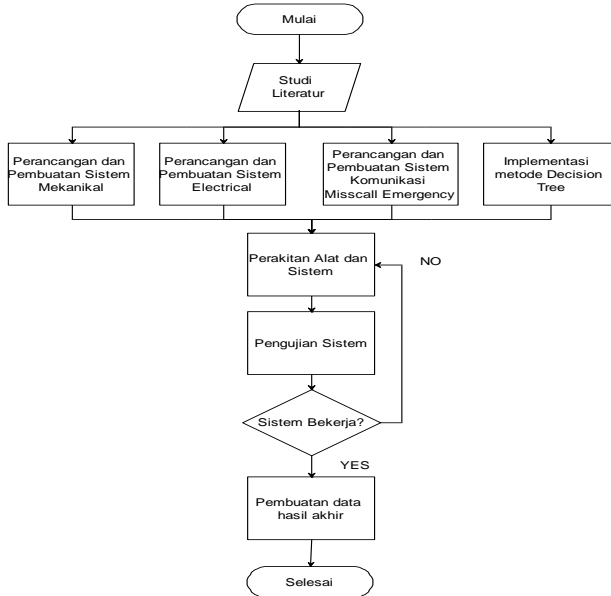 Mulai
Studi
Literatur
Perancangan dan
Pembuatan Sistem
Mekanikal
Perancangan dan
Pembuatan Sistem
Electrical
Perancangan dan
Pembuatan Sistem
Komunikasi
Misscall Emergency
Implementasi
metode Decision
Tree
Perakitan Alat dan
Sistem
NO
Pengujian Sistem
Sistem Bekerja?
YES
Pembuatan data
hasil akhir
Selesai